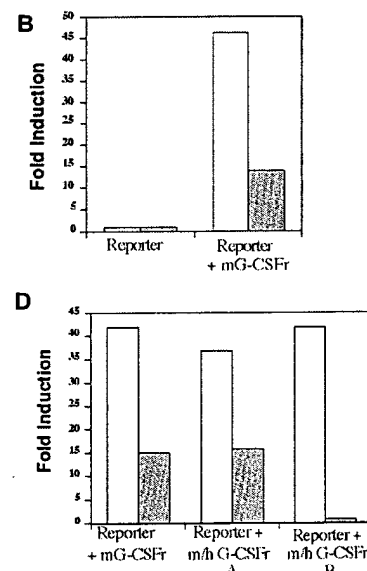 B
Fold Induction
50
45
40
35
30
25
20
15
10
5
0
Reporter
Reporter
+ mG-CSFr
D
Fold Induction
45
40
35
30
25
20
15
10
5
0
Reporter
+ mG-CSFr
Reporter +
m/h G-CSFr
A
Reporter +
m/h G-CSFr
B